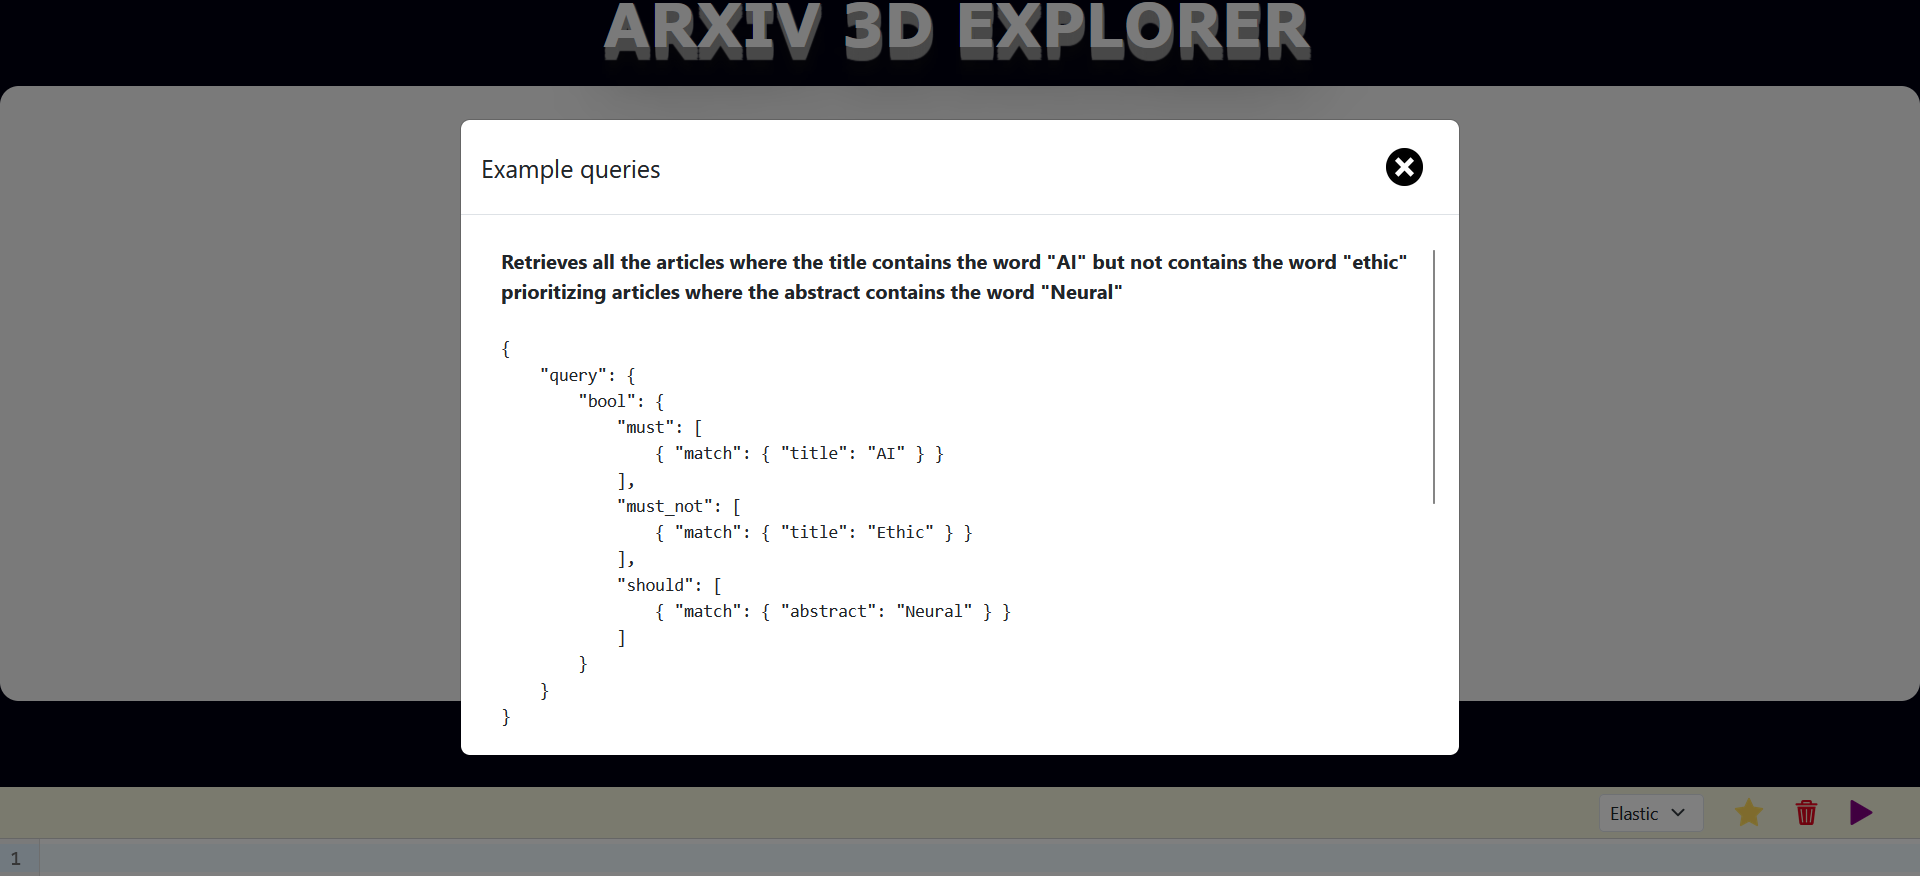 ARXIV 3D EXPLORER
Example queries
Retrieves all the articles where the title contains the word "AI" but not contains the word "ethic"
prioritizing articles where the abstract contains the word "Neural"
{
    "query": {
        "bool": {
            "must": [
                { "match": { "title": "AI" } }
            ],
            "must_not": [
                { "match": { "title": "Ethic" } }
            ],
            "should": [
                { "match": { "abstract": "Neural" } }
            ]
        }
    }
}
Elastic
1